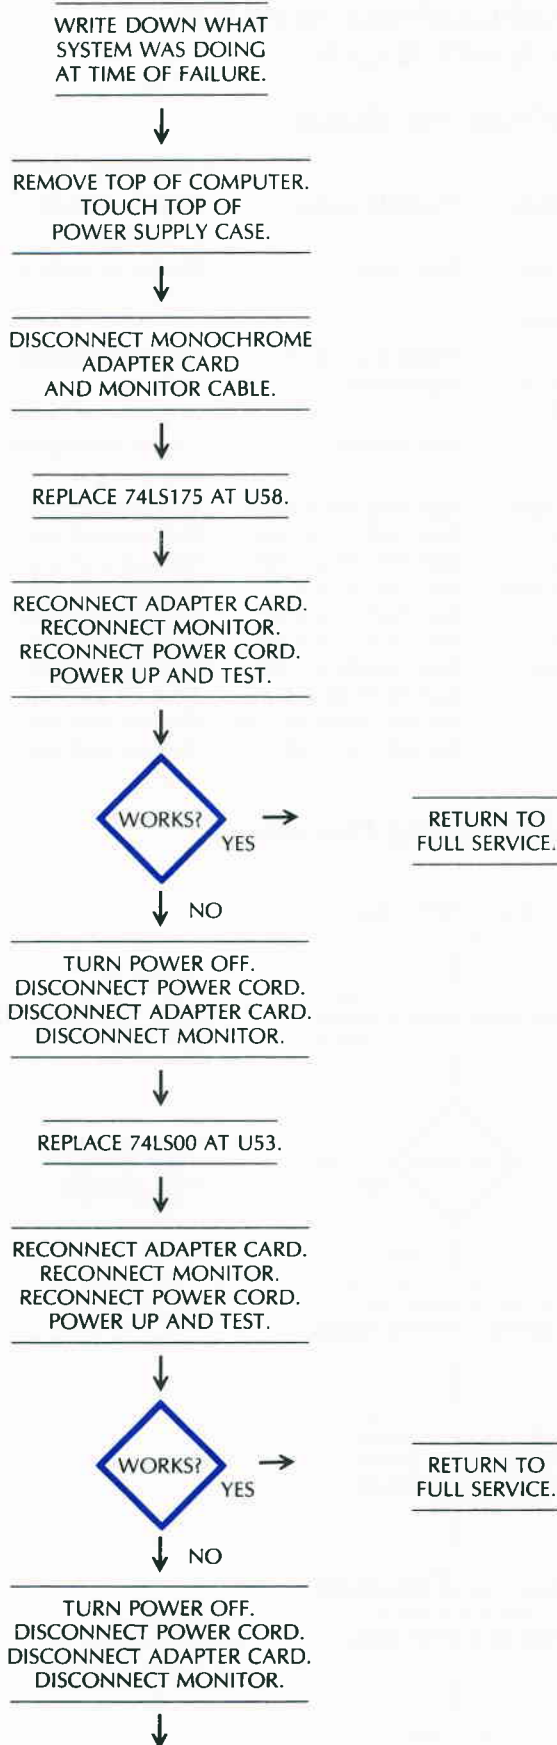 WRITE DOWN WHAT
SYSTEM WAS DOING
AT TIME OF FAILURE.
REMOVE TOP OF COMPUTER.
TOUCH TOP OF
POWER SUPPLY CASE.
DISCONNECT MONOCHROME
ADAPTER CARD
AND MONITOR CABLE.
REPLACE 74LS175 AT U58.
RECONNECT ADAPTER CARD.
RECONNECT MONITOR.
RECONNECT POWER CORD.
POWER UP AND TEST.
WORKS?
YES
RETURN TO
FULL SERVICE.
NO
TURN POWER OFF.
DISCONNECT POWER CORD.
DISCONNECT ADAPTER CARD.
DISCONNECT MONITOR.
REPLACE 74LS00 AT U53.
RECONNECT ADAPTER CARD.
RECONNECT MONITOR.
RECONNECT POWER CORD.
POWER UP AND TEST.
WORKS?
YES
RETURN TO
FULL SERVICE.
NO
TURN POWER OFF.
DISCONNECT POWER CORD.
DISCONNECT ADAPTER CARD.
DISCONNECT MONITOR.